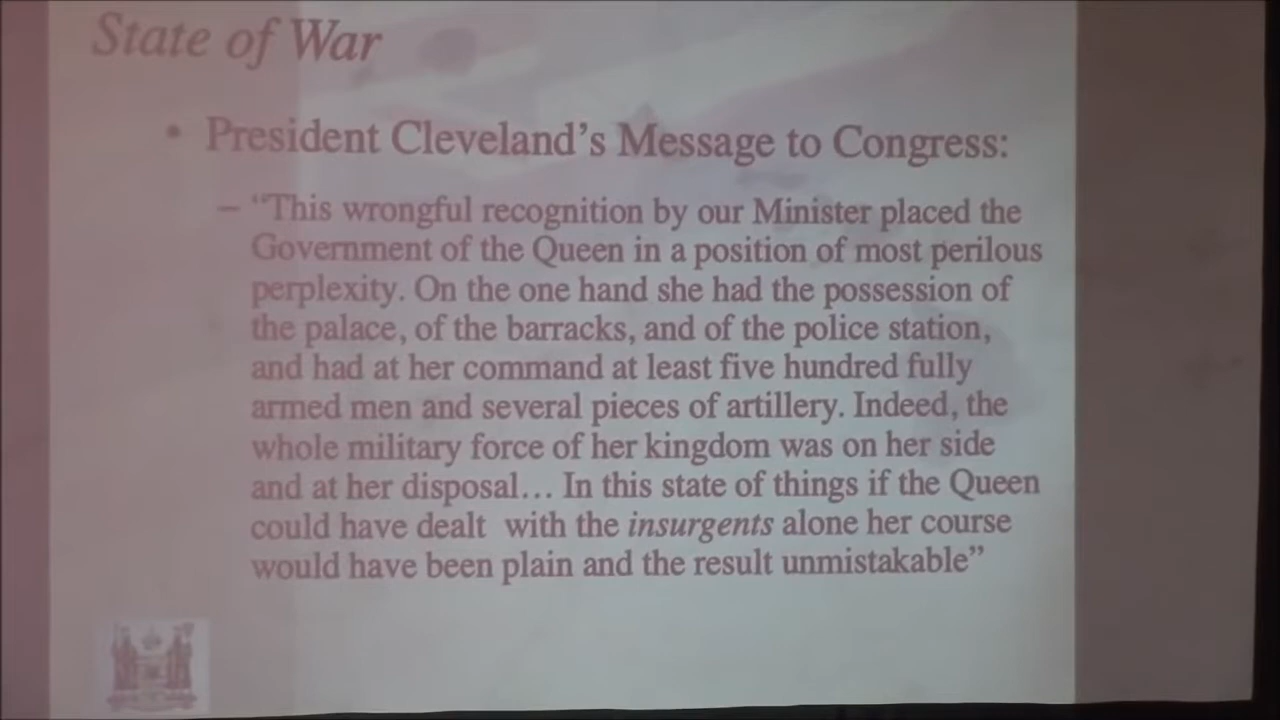 State of War
• President Cleveland's Message to Congress:
– "This wrongful recognition by our Minister placed the
Government of the Queen in a position of most perilous
perplexity. On the one hand she had the possession of
the palace, of the barracks, and of the police station,
and had at her command at least five hundred fully
armed men and several pieces of artillery. Indeed, the
whole military force of her kingdom was on her side
and at her disposal… In this state of things if the Queen
could have dealt with the insurgents alone her course
would have been plain and the result unmistakable"